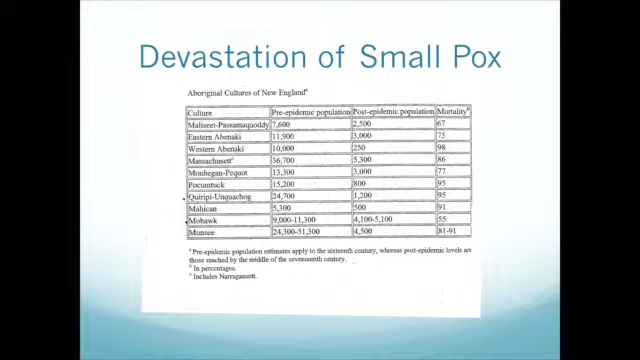 Devastation of Small Pox
Aboriginal Cultures of New Englandᵃ
Culture Pre-epidemic population Post-epidemic population Mortalityᵇ
Maliseet-Passamaquoddy 7,600 2,500 67
Eastern Abenaki 11,900 3,000 75
Western Abenaki 10,000 250 98
Massachusettᶜ 36,700 5,300 86
Monhegan-Pequot 13,300 3,000 77
Pocumtuck 15,200 800 95
Quiripi-Unquachog 24,700 1,200 95
Mahican 5,300 500 91
Mohawk 9,000-11,300 4,100-5,100 55
Munsee 24,300-51,300 4,500 81-91
ᵃ Pre-epidemic population estimates apply to the sixteenth century, whereas post-epidemic levels are
those reached by the middle of the seventeenth century.
ᵇ In percentages.
ᶜ Includes Narragansett.